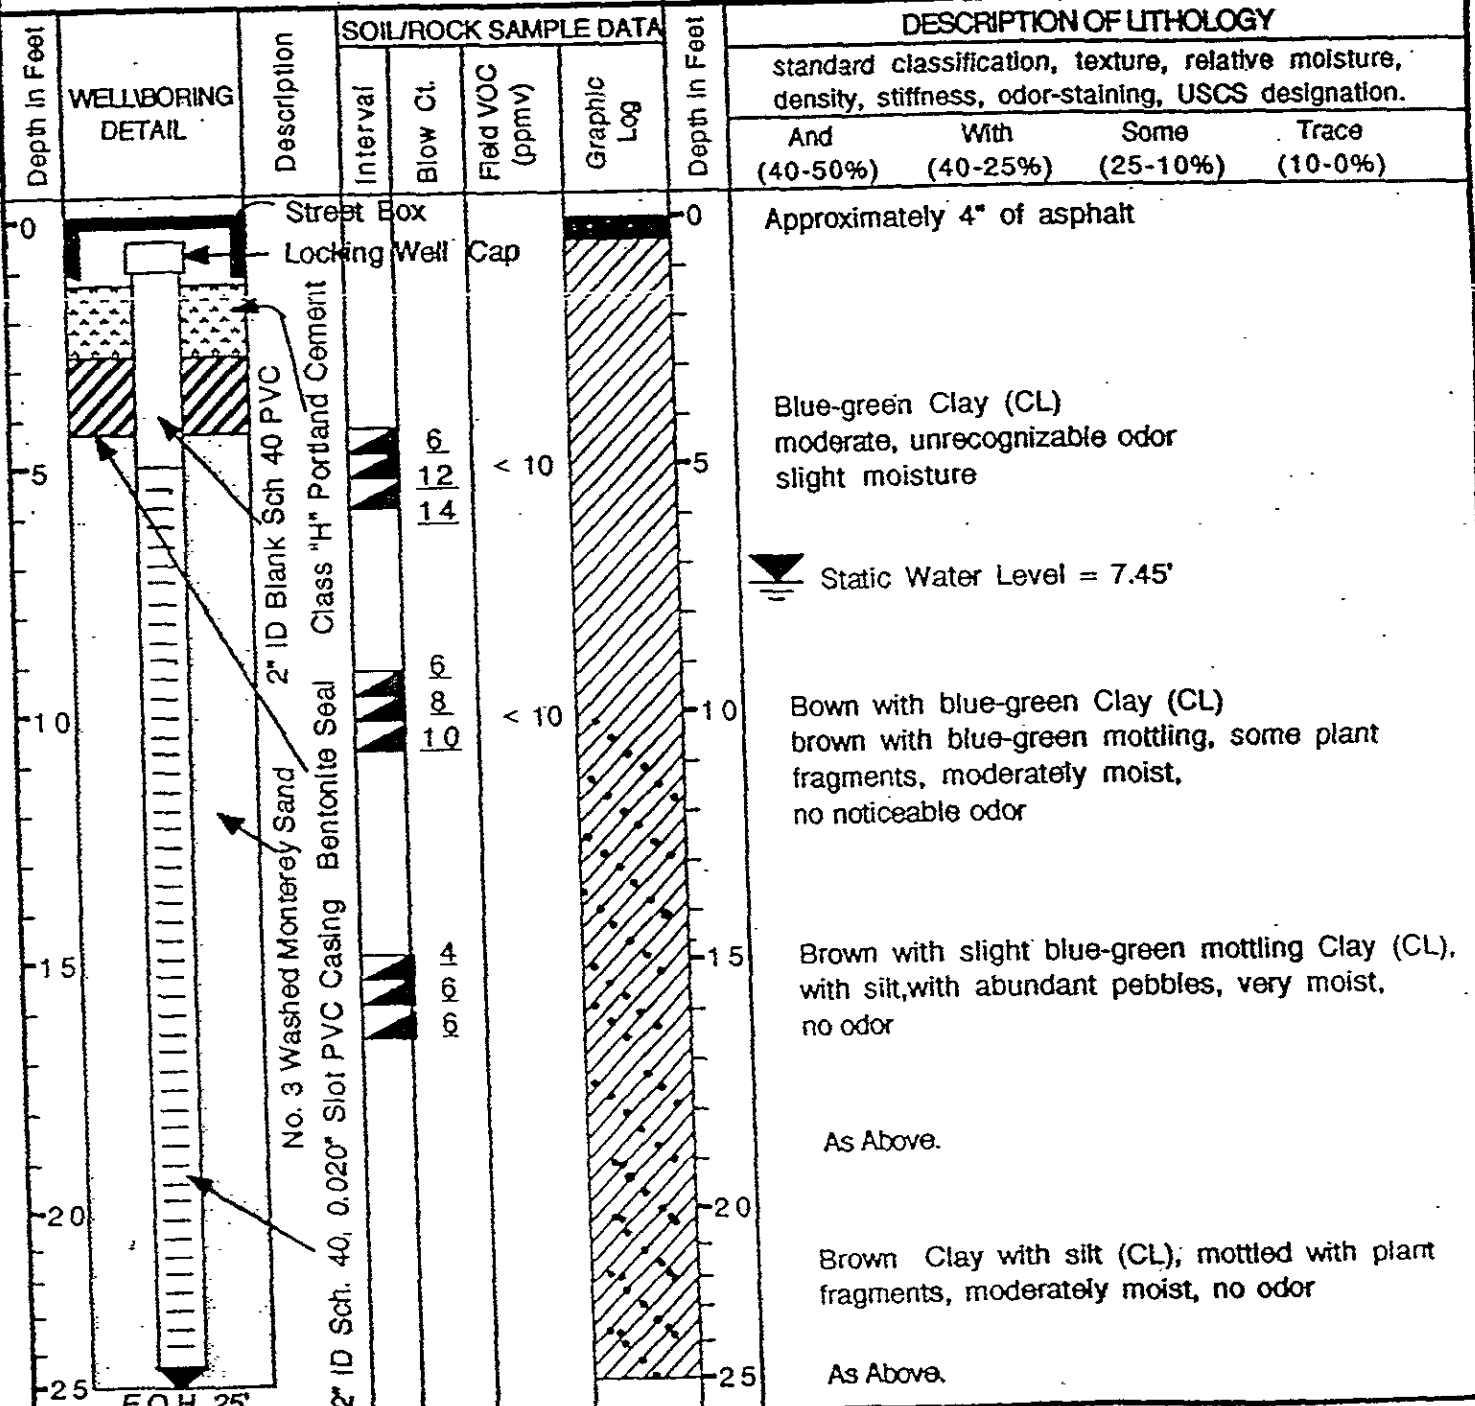 Depth In Feet
WELL\BORING
DETAIL
Description
SOIL/ROCK SAMPLE DATA
Interval
Blow Ct.
Field VOC
(ppmv)
Graphic
Log
Depth In Feet
DESCRIPTION OF LITHOLOGY
standard classification, texture, relative moisture,
density, stiffness, odor-staining, USCS designation.
And With Some Trace
(40-50%) (40-25%) (25-10%) (10-0%)
0
5
10
15
20
25
Street Box
Locking Well Cap
2" ID Blank Sch 40 PVC
Class "H" Portland Cement
Bentonite Seal
No. 3 Washed Monterey Sand
2" ID Sch. 40, 0.020" Slot PVC Casing
E.O.H. 25'
6
12
14
< 10
6
8
10
< 10
4
6
6
0
5
10
15
20
25
Approximately 4" of asphalt
Blue-green Clay (CL)
moderate, unrecognizable odor
slight moisture
Static Water Level = 7.45'
Bown with blue-green Clay (CL)
brown with blue-green mottling, some plant
fragments, moderately moist,
no noticeable odor
Brown with slight blue-green mottling Clay (CL),
with silt,with abundant pebbles, very moist,
no odor
As Above.
Brown Clay with silt (CL), mottled with plant
fragments, moderately moist, no odor
As Above.